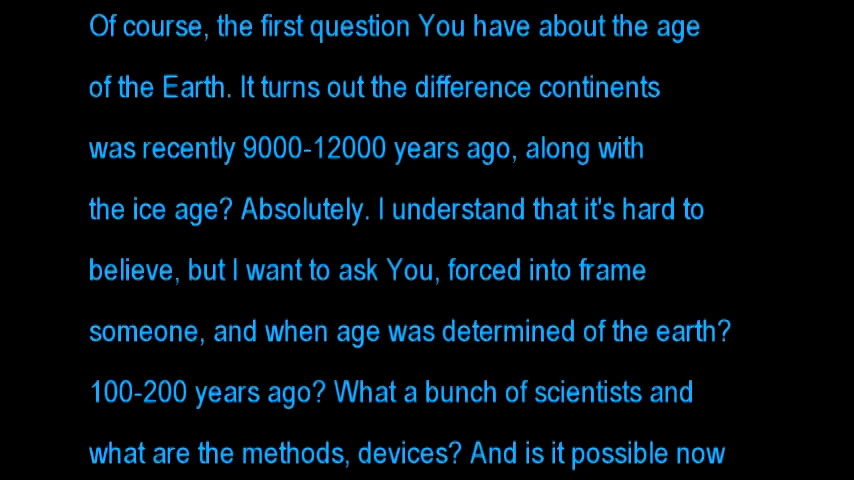 Of course, the first question You have about the age
of the Earth. It turns out the difference continents
was recently 9000-12000 years ago, along with
the ice age? Absolutely. I understand that it's hard to
believe, but I want to ask You, forced into frame
someone, and when age was determined of the earth?
100-200 years ago? What a bunch of scientists and
what are the methods, devices? And is it possible now